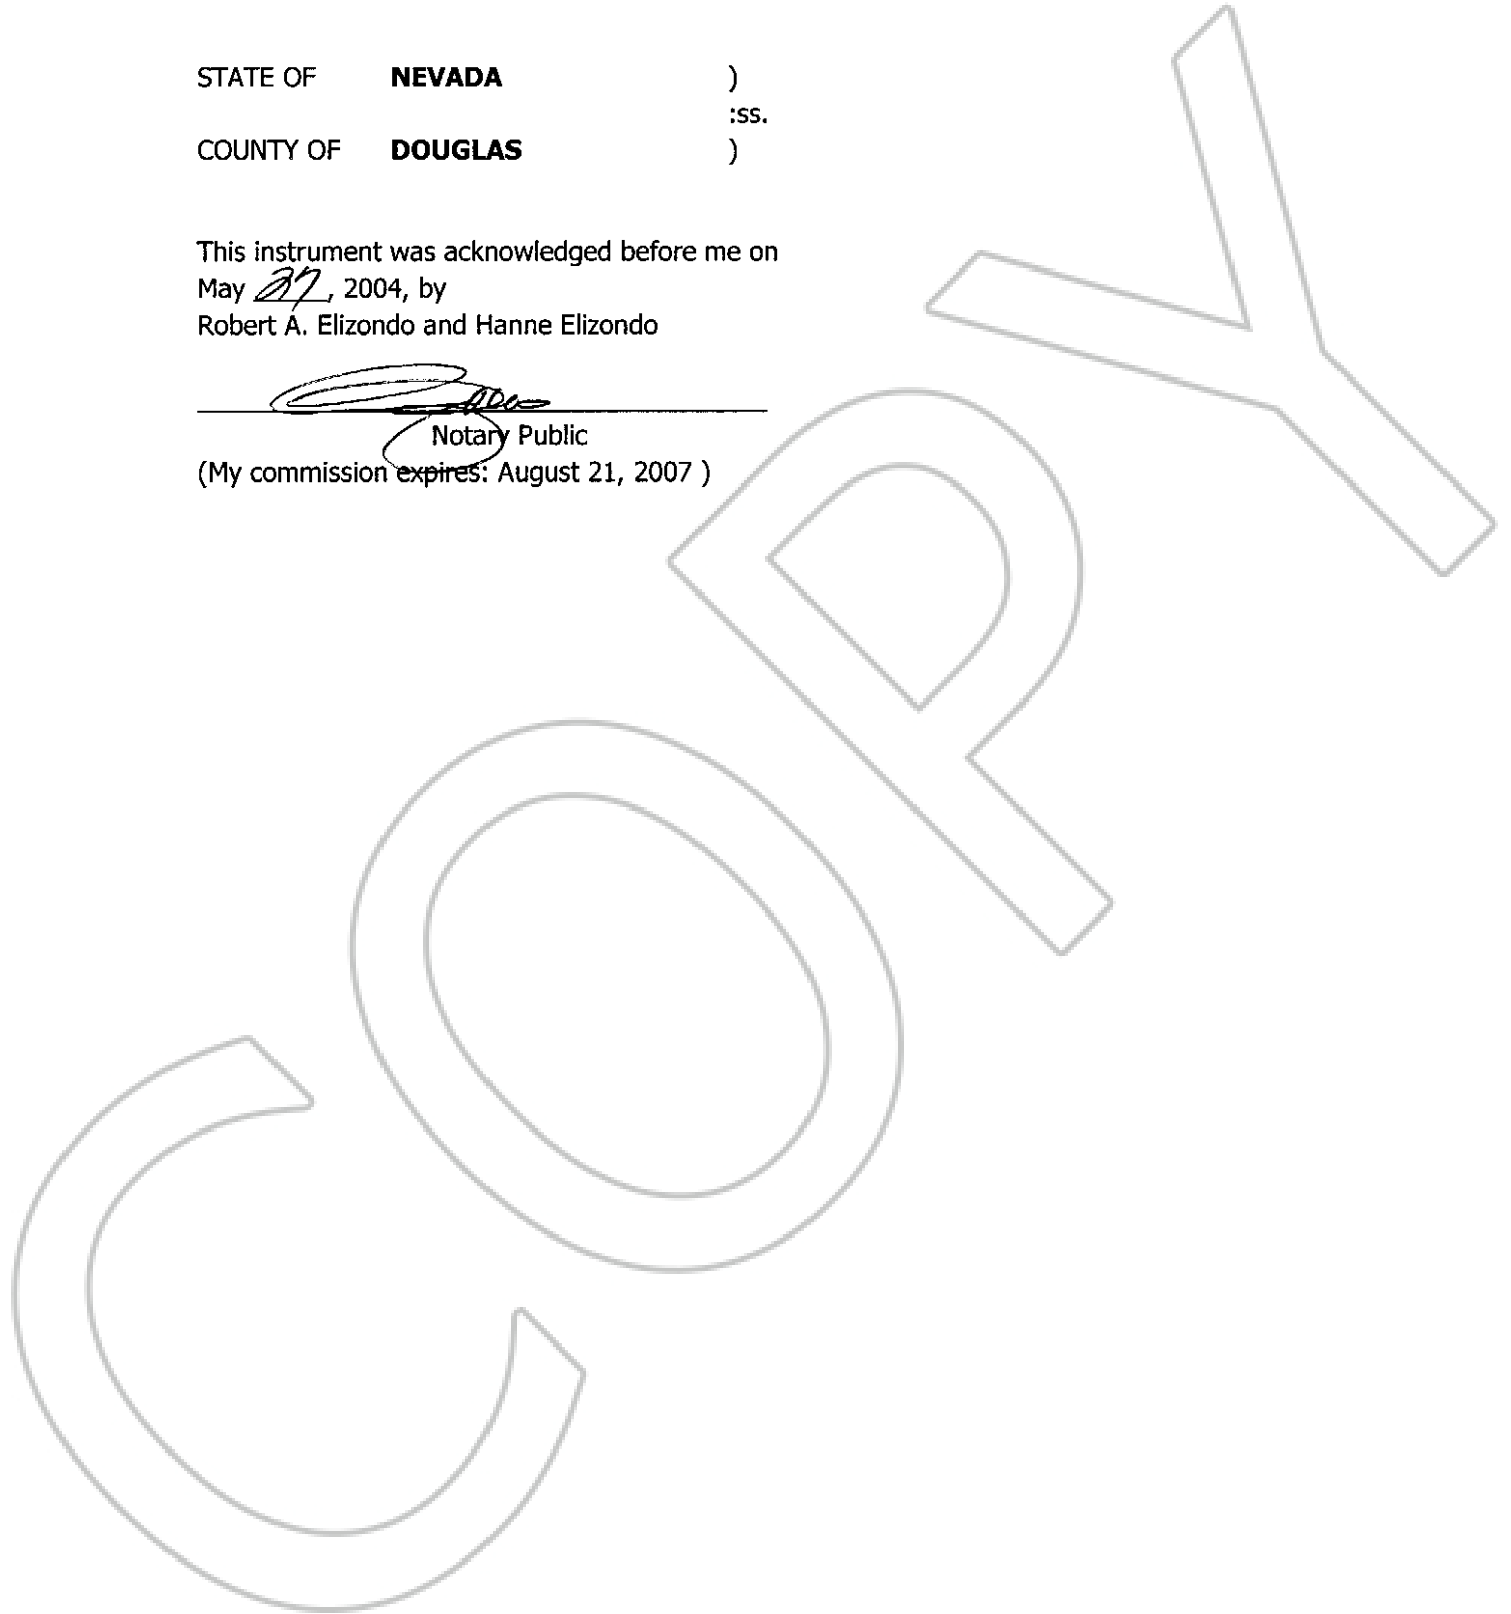 STATE OF NEVADA )
:ss.
COUNTY OF DOUGLAS )
This instrument was acknowledged before me on
May 27, 2004, by
Robert A. Elizondo and Hanne Elizondo
Notary Public
(My commission expires: August 21, 2007 )
COPY